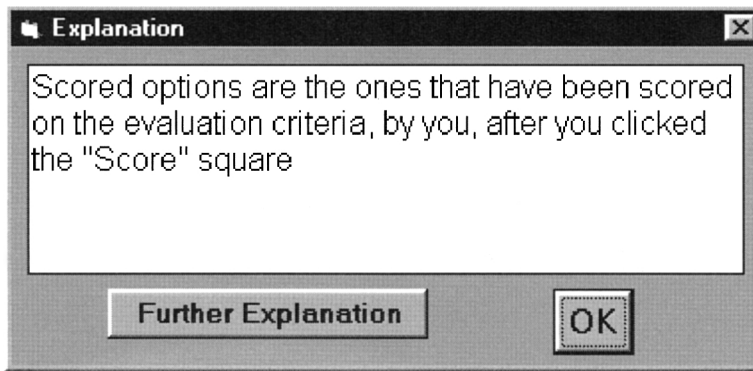 Explanation
Scored options are the ones that have been scored
on the evaluation criteria, by you, after you clicked
the "Score" square
Further Explanation
OK